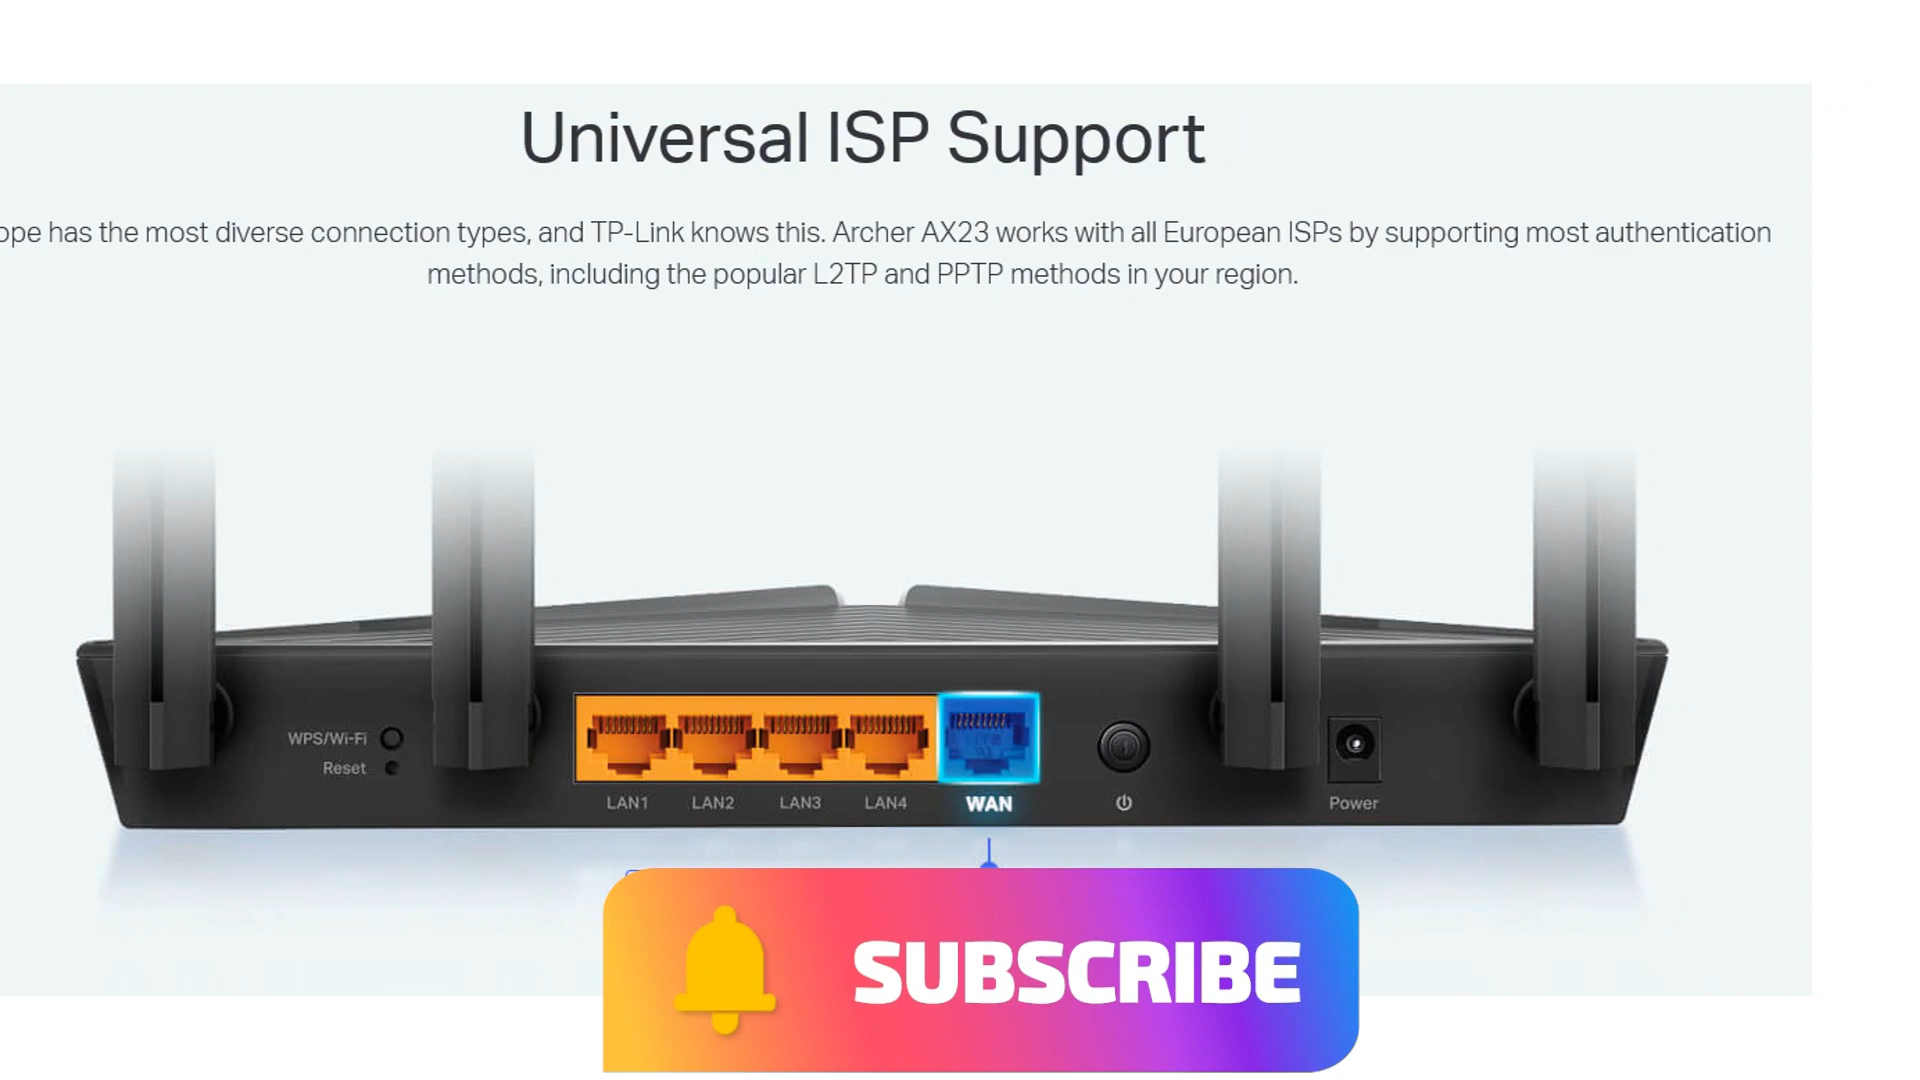 Universal ISP Support
ope has the most diverse connection types, and TP-Link knows this. Archer AX23 works with all European ISPs by supporting most authentication
methods, including the popular L2TP and PPTP methods in your region.
WPS/Wi-Fi
Reset
LAN1 LAN2 LAN3 LAN4 WAN Power
SUBSCRIBE